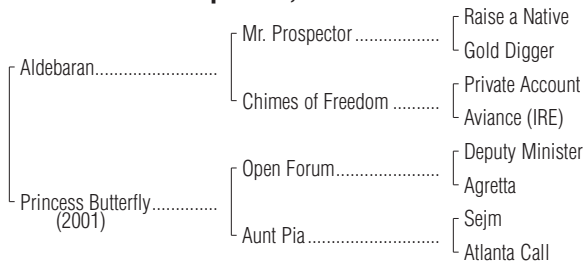 Raise a Native
Mr. Prospector ..................
Gold Digger
Aldebaran..........................
Private Account
Chimes of Freedom ..........
Aviance (IRE)
Deputy Minister
Open Forum......................
Agretta
Princess Butterfly..............
(2001)
Sejm
Aunt Pia............................
Atlanta Call